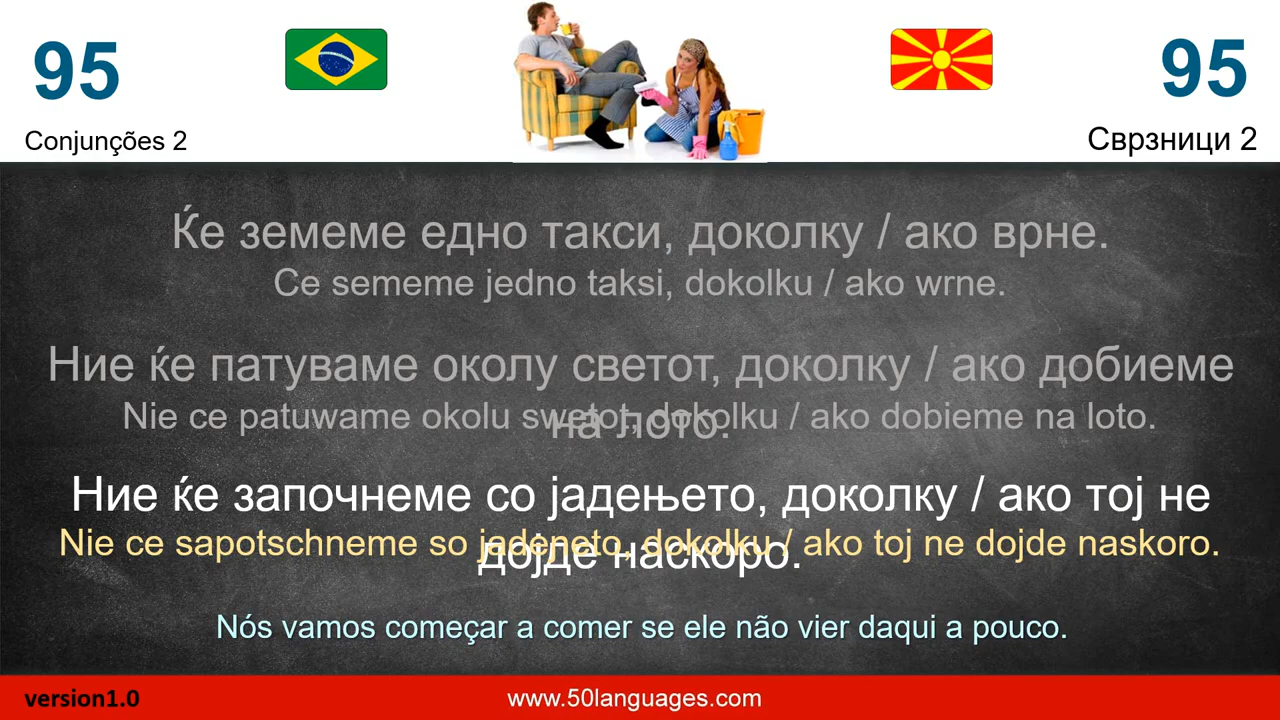 95
95
Conjunções 2
Сврзници 2
Ќе земеме едно такси, доколку / ако врне.
Ce sememe jedno taksi, dokolku / ako wrne.
Ние ќе патуваме околу светот, доколку / ако добиеме
на лото.
Nie ce patuwame okolu swetot, dokolku / ako dobieme na loto.
Ние ќе започнеме со јадењето, доколку / ако тој не
дојде наскоро.
Nie ce sapotschneme so jadeneto, dokolku / ako toj ne dojde naskoro.
Nós vamos começar a comer se ele não vier daqui a pouco.
version1.0
www.50languages.com